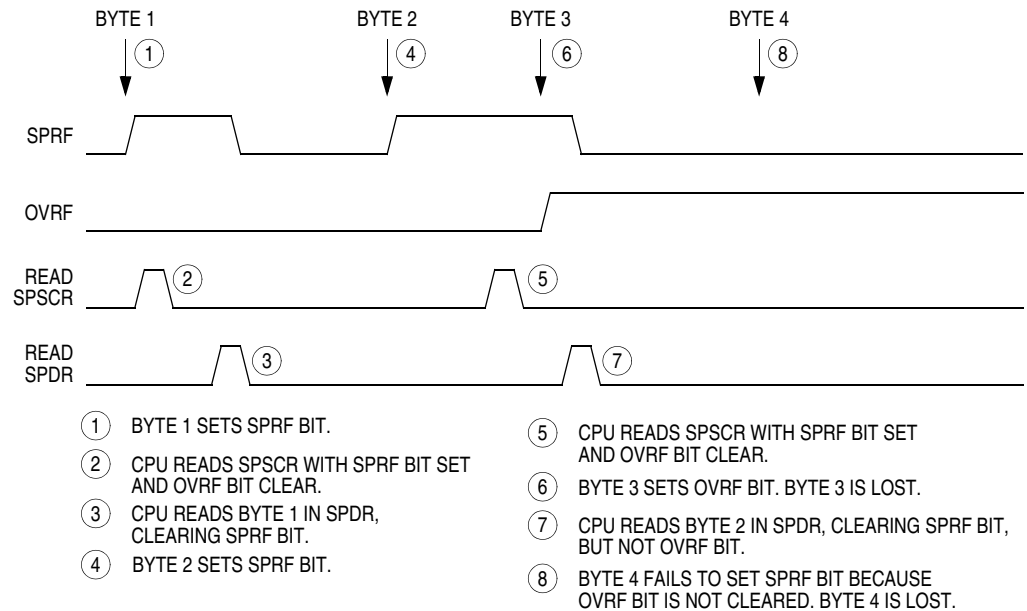 BYTE 1 BYTE 2 BYTE 3 BYTE 4
1 4 6 8
SPRF
OVRF
READ
SPSCR
2 5
READ
SPDR
3 7
1 BYTE 1 SETS SPRF BIT.
2 CPU READS SPSCR WITH SPRF BIT SET
AND OVRF BIT CLEAR.
3 CPU READS BYTE 1 IN SPDR,
CLEARING SPRF BIT.
4 BYTE 2 SETS SPRF BIT.
5 CPU READS SPSCR WITH SPRF BIT SET
AND OVRF BIT CLEAR.
6 BYTE 3 SETS OVRF BIT. BYTE 3 IS LOST.
7 CPU READS BYTE 2 IN SPDR, CLEARING SPRF BIT,
BUT NOT OVRF BIT.
8 BYTE 4 FAILS TO SET SPRF BIT BECAUSE
OVRF BIT IS NOT CLEARED. BYTE 4 IS LOST.